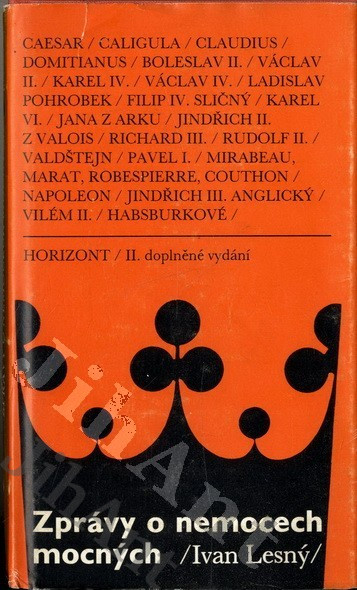 CAESAR / CALIGULA / CLAUDIUS /
DOMITIANUS / BOLESLAV II. / VÁCLAV
II. / KAREL IV. / VÁCLAV IV. / LADISLAV
POHROBEK / FILIP IV. SLIČNÝ / KAREL
VI. / JANA Z ARKU / JINDŘICH II.
Z VALOIS / RICHARD III. / RUDOLF II. /
VALDŠTEJN / PAVEL I. / MIRABEAU,
MARAT, ROBESPIERRE, COUTHON /
NAPOLEON / JINDŘICH III. ANGLICKÝ /
VILÉM II. / HABSBURKOVÉ /
HORIZONT / II. doplněné vydání
JihAnt
JihAnt
Zprávy o nemocech
mocných /Ivan Lesný/